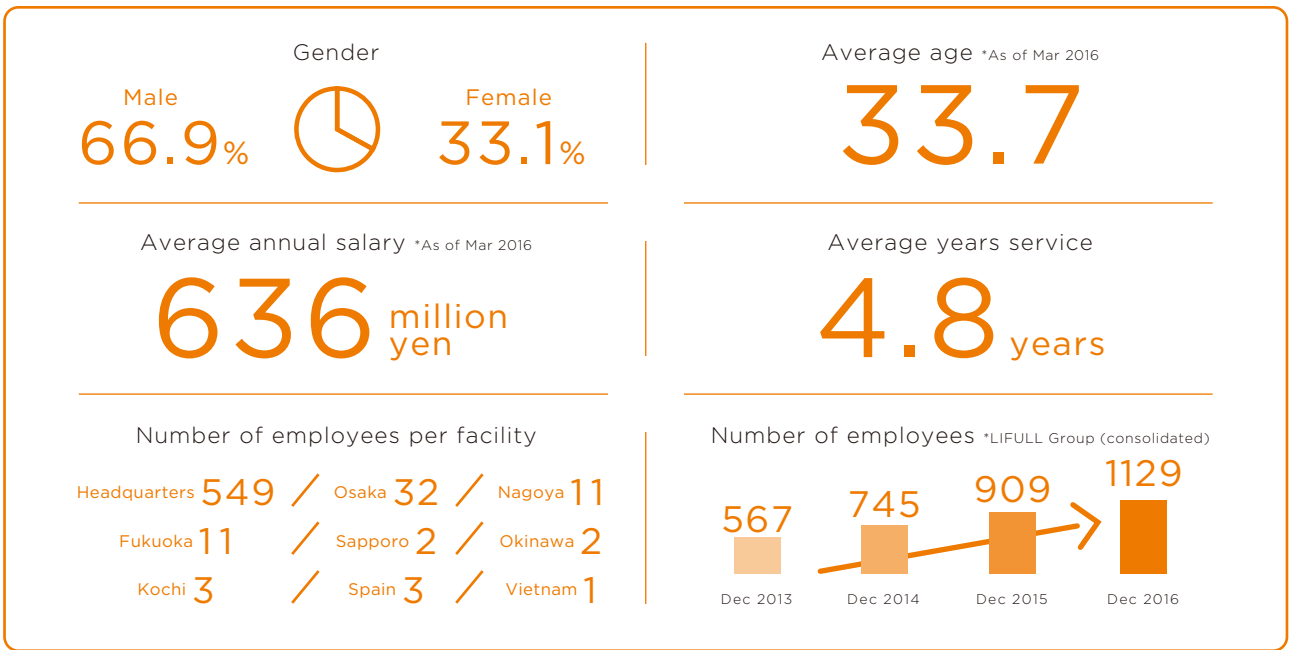 Gender
Male
Female
66.9%
33.1%
Average age *As of Mar 2016
33.7
Average annual salary *As of Mar 2016
636 million
yen
Average years service
4.8 years
Number of employees per facility
Headquarters 549 / Osaka 32 / Nagoya 11
Fukuoka 11 / Sapporo 2 / Okinawa 2
Kochi 3 / Spain 3 / Vietnam 1
Number of employees *LIFULL Group (consolidated)
567
745
909
1129
Dec 2013
Dec 2014
Dec 2015
Dec 2016